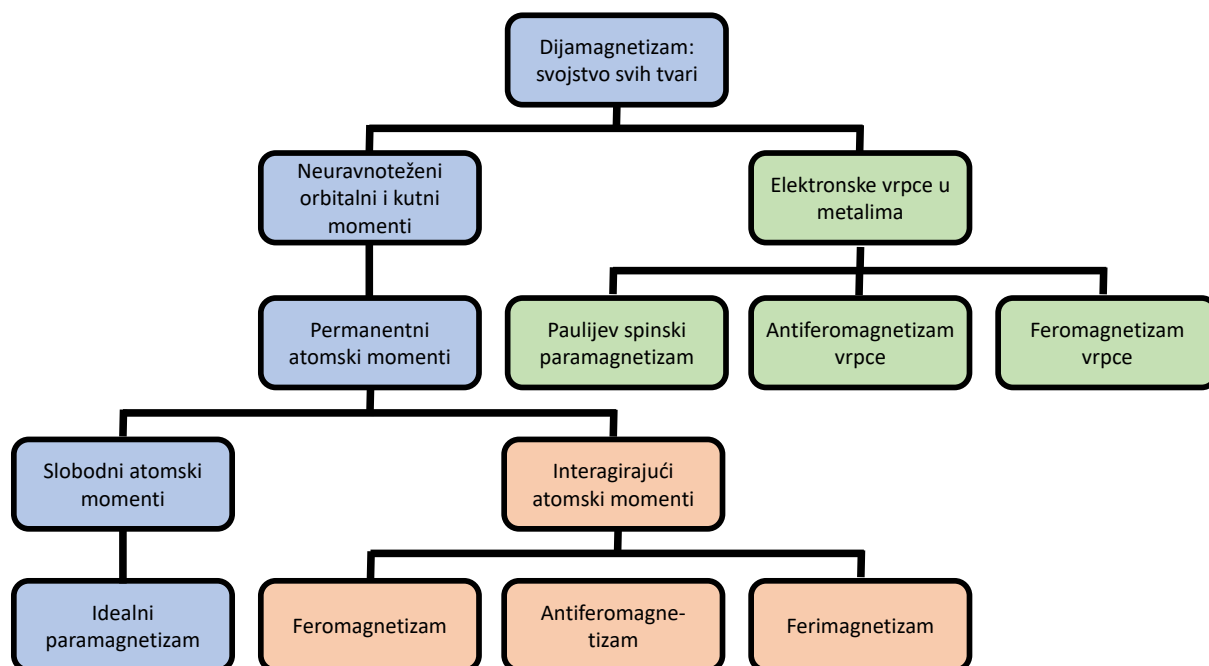 Dijamagnetizam:
svojstvo svih tvari
Neuravnoteženi
orbitalni i kutni
momenti
Elektronske vrpce u
metalima
Permanentni
atomski momenti
Paulijev spinski
paramagnetizam
Antiferomagnetizam
vrpce
Feromagnetizam
vrpce
Slobodni atomski
momenti
Interagirajući
atomski momenti
Idealni
paramagnetizam
Feromagnetizam
Antiferomagne-
tizam
Ferimagnetizam